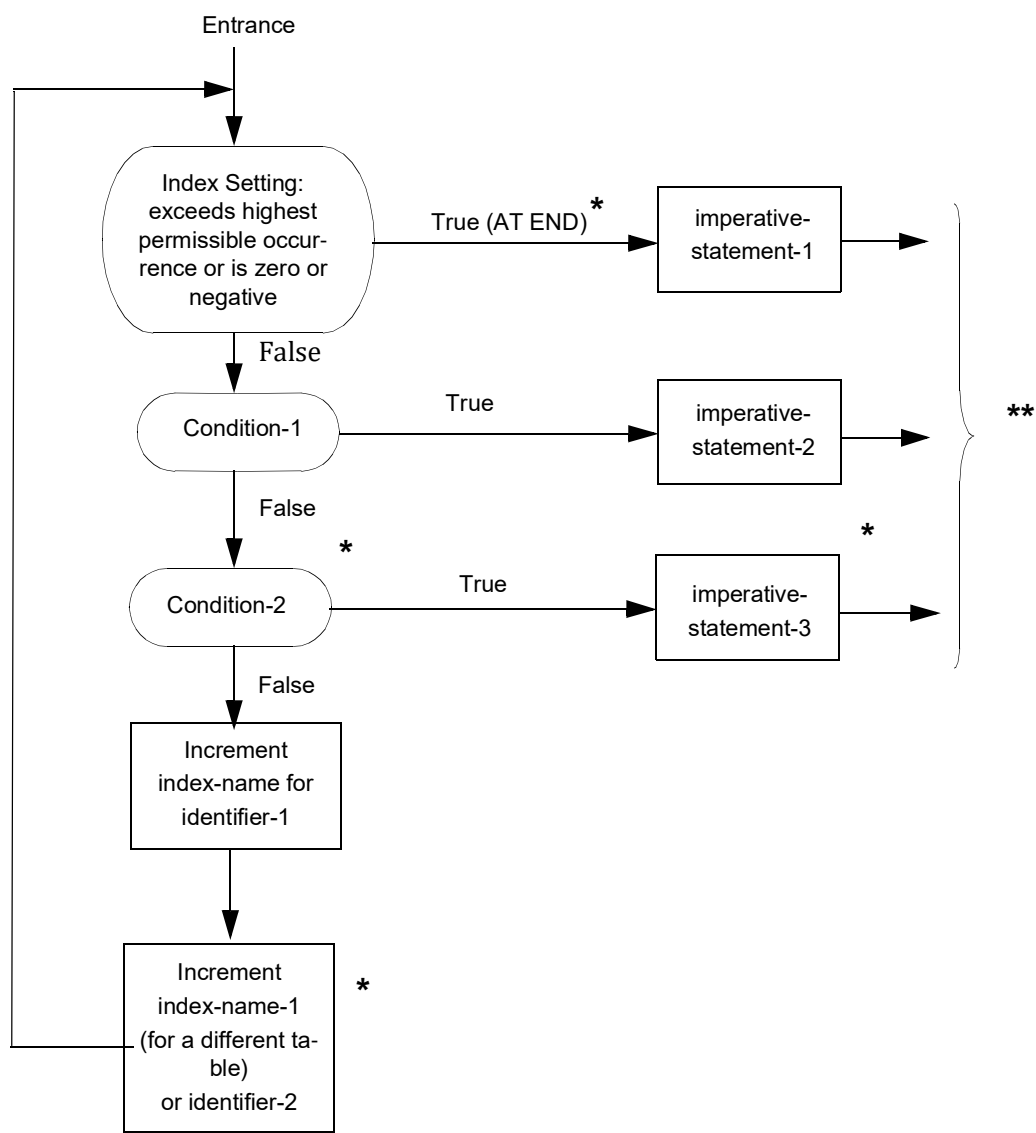 Entrance
Index Setting:
exceeds highest
permissible occur-
rence or is zero or
negative
True (AT END)*
imperative-
statement-1
False
Condition-1
True
imperative-
statement-2
**
False
*
Condition-2
True
imperative-
statement-3
*
False
Increment
index-name for
identifier-1
Increment
index-name-1
(for a different ta-
ble)
or identifier-2
*